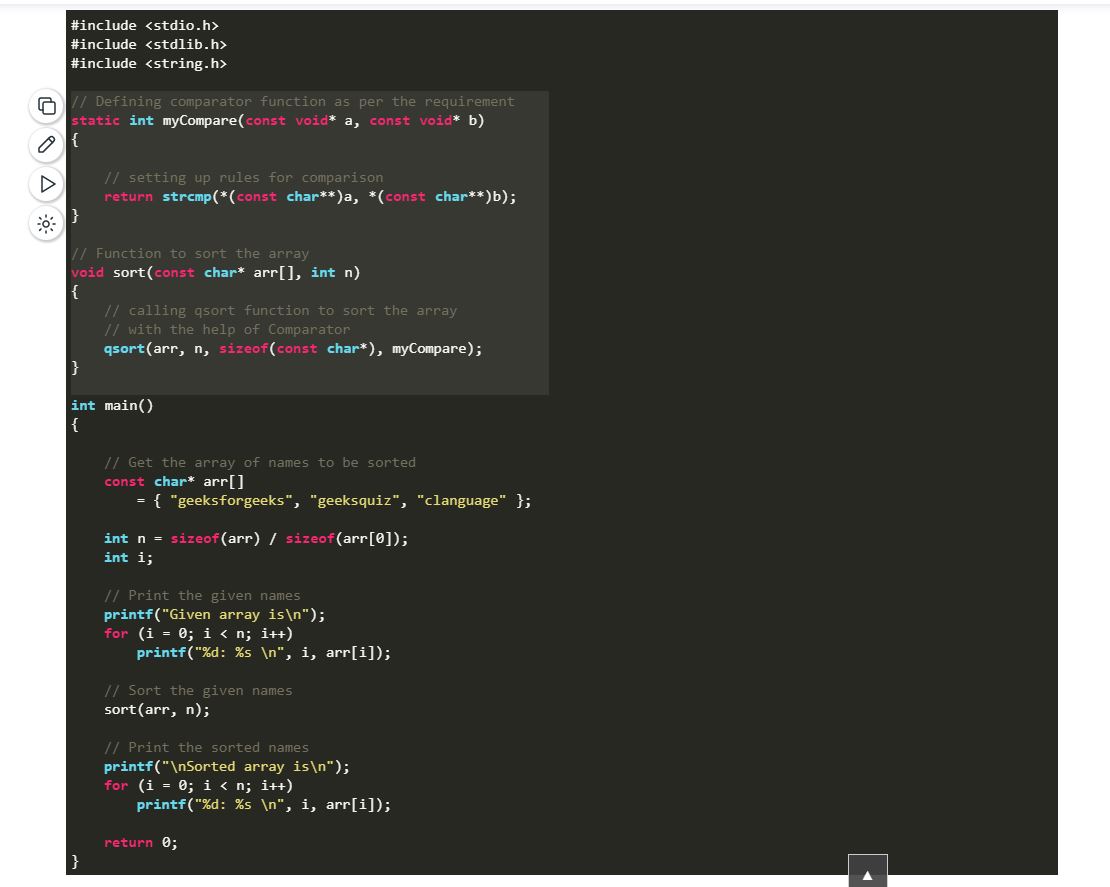 #include <stdio.h>
#include <stdlib.h>
#include <string.h>
// Defining comparator function as per the requirement
static int myCompare(const void* a, const void* b)
{
// setting up rules for comparison
return strcmp(*(const char**)a, *(const char**)b);
}
// Function to sort the array
void sort(const char* arr[], int n)
{
// calling qsort function to sort the array
// with the help of Comparator
qsort(arr, n, sizeof(const char*), myCompare);
}
int main()
{
// Get the array of names to be sorted
const char* arr[]
= { "geeksforgeeks", "geeksquiz", "clanguage" };
int n = sizeof(arr) / sizeof(arr[0]);
int i;
// Print the given names
printf("Given array is\n");
for (i = 0; i < n; i++)
printf("%d: %s \n", i, arr[i]);
// Sort the given names
sort(arr, n);
// Print the sorted names
printf("\nSorted array is\n");
for (i = 0; i < n; i++)
printf("%d: %s \n", i, arr[i]);
return 0;
}